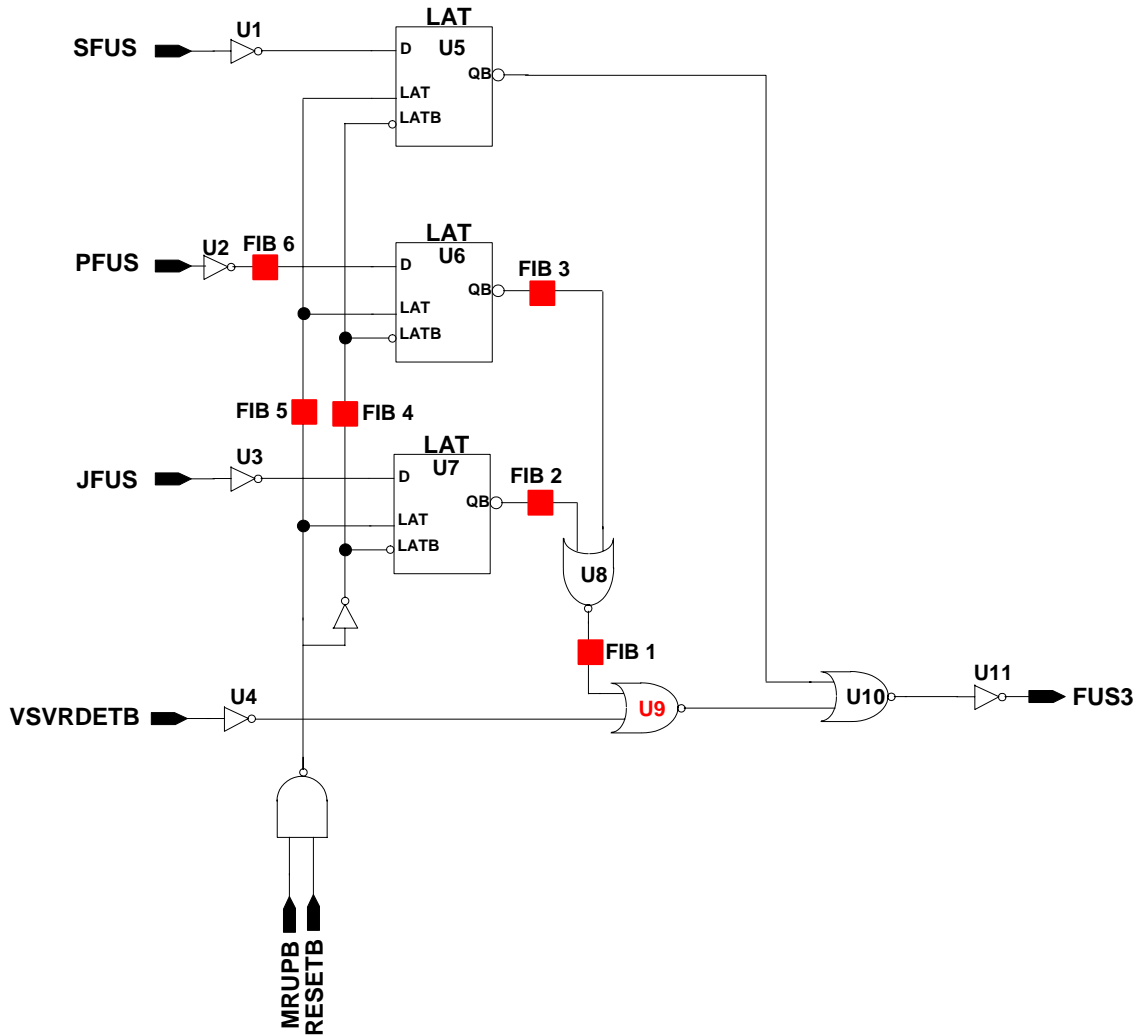 LAT
U1
SFUS
U5
D
QB
LAT
LATB
LAT
U2
FIB 6
U6
PFUS
D
FIB 3
QB
LAT
LATB
FIB 5
FIB 4
LAT
U3
U7
JFUS
D
FIB 2
QB
LAT
LATB
U8
FIB 1
U4
U11
VSVRDETB
U9
U10
FUS3
MRUPB
RESETB